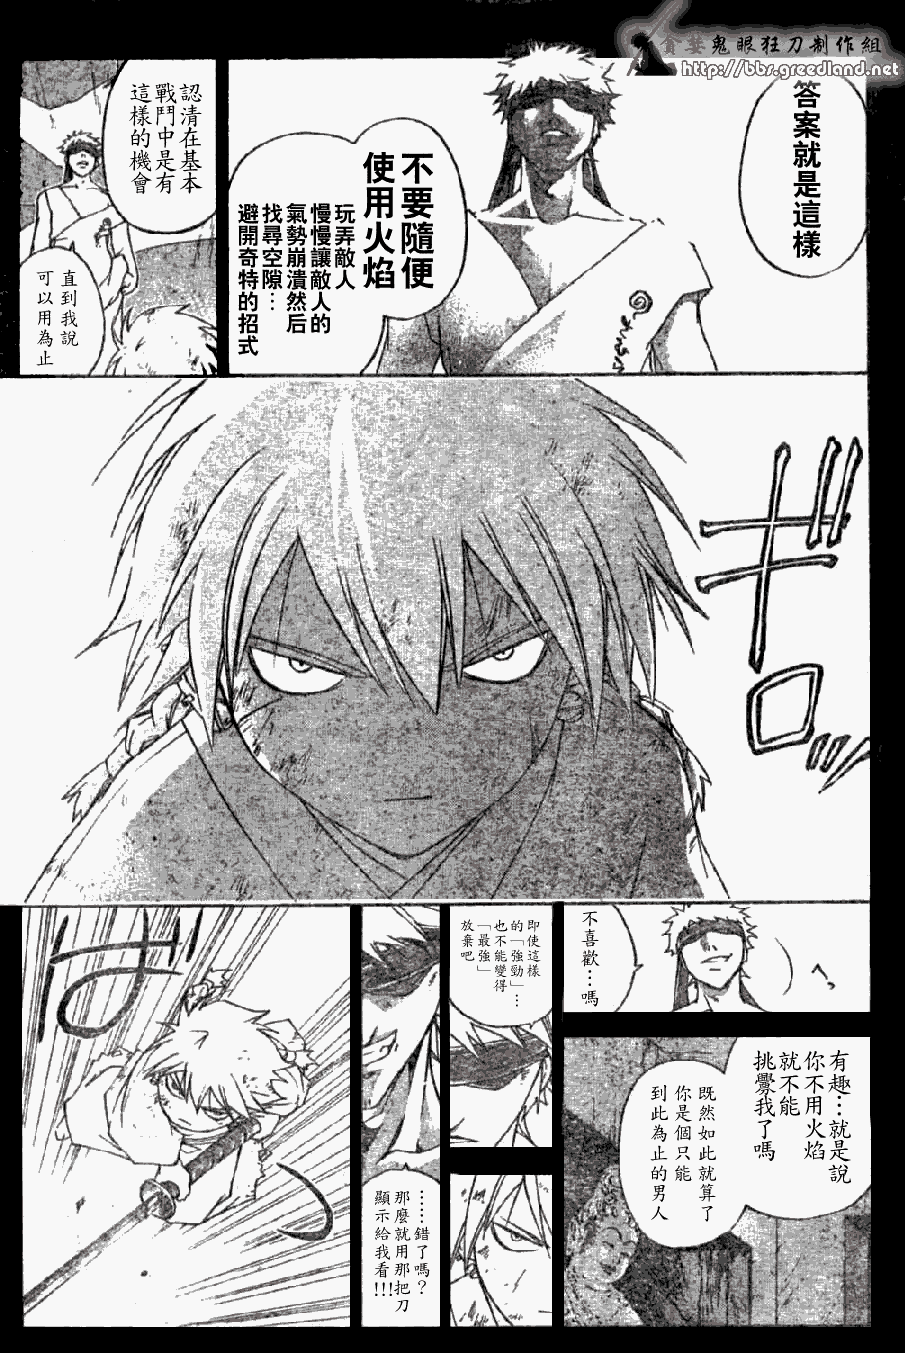 貪婪鬼眼狂刀制作組
http://bbs.greedland.net
答案就是這樣
不要隨便
使用火焰
玩弄敵人
慢慢讓敵人的
氣勢崩潰然后
找尋空隙…
避開奇特的招式
認清在基本
戰鬥中是有
這樣的機會
直到我說
可以用為止
ギロ
不喜歡…嗎
有趣…就是說
你不用火焰
就不能
挑釁我了嗎
既然如此就算了
你是個只能
到此為止的男人
即使這樣
的「強勁」…
也不能變得
「最強」
放棄吧
……錯了嗎?
那麼就用那把刀
顯示給我看!!!
ばっ